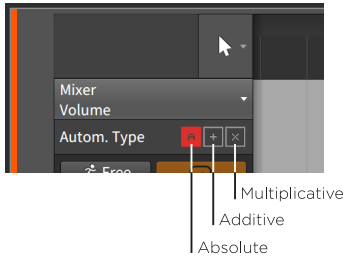 Mixer
Volume
Autom. Type
Free
Multiplicative
Additive
Absolute